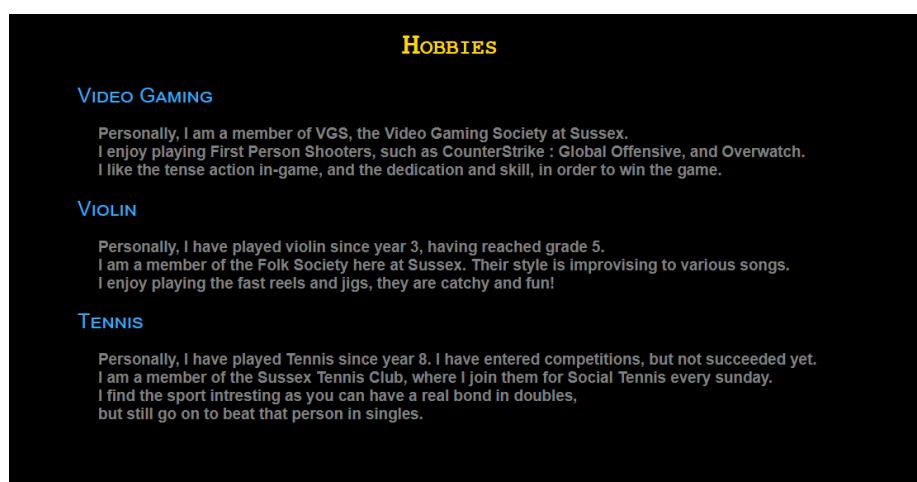 Hobbies
Video Gaming
Personally, I am a member of VGS, the Video Gaming Society at Sussex.
I enjoy playing First Person Shooters, such as CounterStrike : Global Offensive, and Overwatch.
I like the tense action in-game, and the dedication and skill, in order to win the game.
Violin
Personally, I have played violin since year 3, having reached grade 5.
I am a member of the Folk Society here at Sussex. Their style is improvising to various songs.
I enjoy playing the fast reels and jigs, they are catchy and fun!
Tennis
Personally, I have played Tennis since year 8. I have entered competitions, but not succeeded yet.
I am a member of the Sussex Tennis Club, where I join them for Social Tennis every sunday.
I find the sport intresting as you can have a real bond in doubles,
but still go on to beat that person in singles.